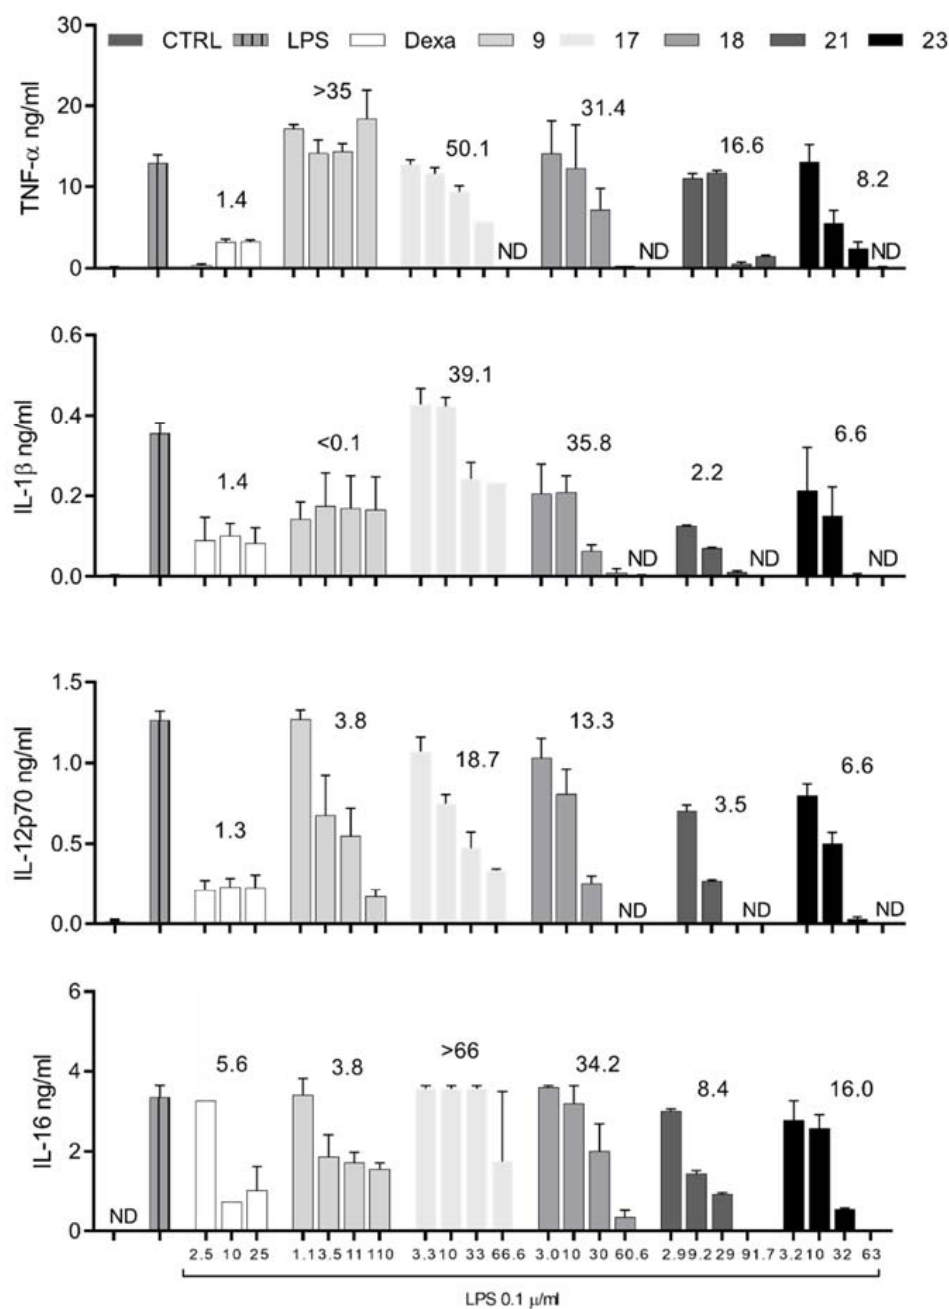 30
CTRL LPS Dexa 9 17 18 21 23
TNF-α ng/ml
20
10
0
1.4
>35
50.1
ND
31.4
ND
16.6
8.2
ND
IL-1β ng/ml
0.6
0.4
0.2
0.0
1.4
<0.1
39.1
35.8
ND
2.2
ND
6.6
ND
IL-12p70 ng/ml
1.5
1.0
0.5
0.0
1.3
3.8
18.7
13.3
ND
3.5
ND
6.6
ND
IL-16 ng/ml
6
4
2
0
ND
5.6
3.8
>66
34.2
8.4
16.0
2.5 10 25 1.1 3.5 11 110 3.3 10 33 66.6 3.0 10 30 60.6 2.9 9.2 29 91.7 3.2 10 32 63
LPS 0.1 μ/ml